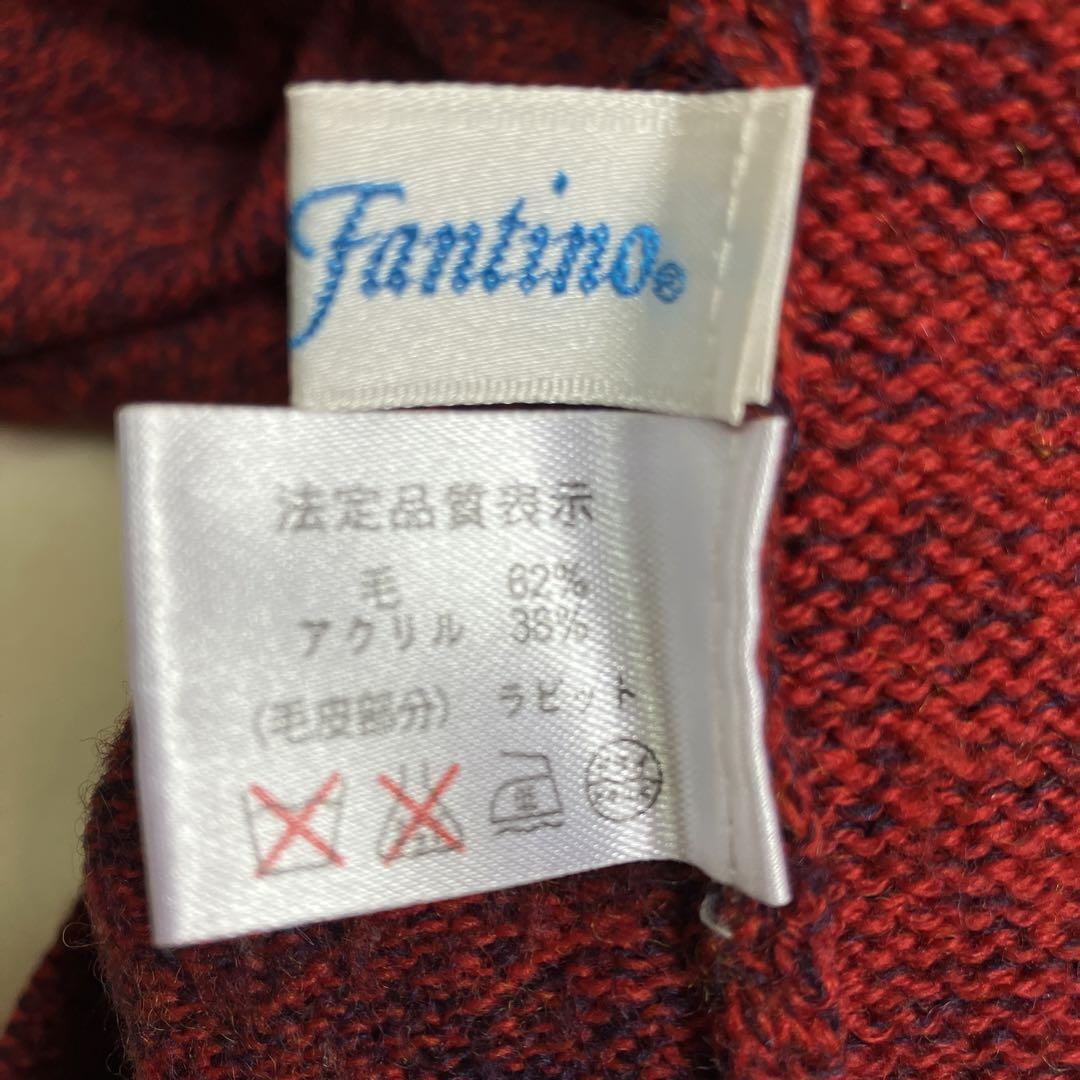 Fantino®
法定品質表示
毛 62%
アクリル 38%
(毛皮部分) ラビット